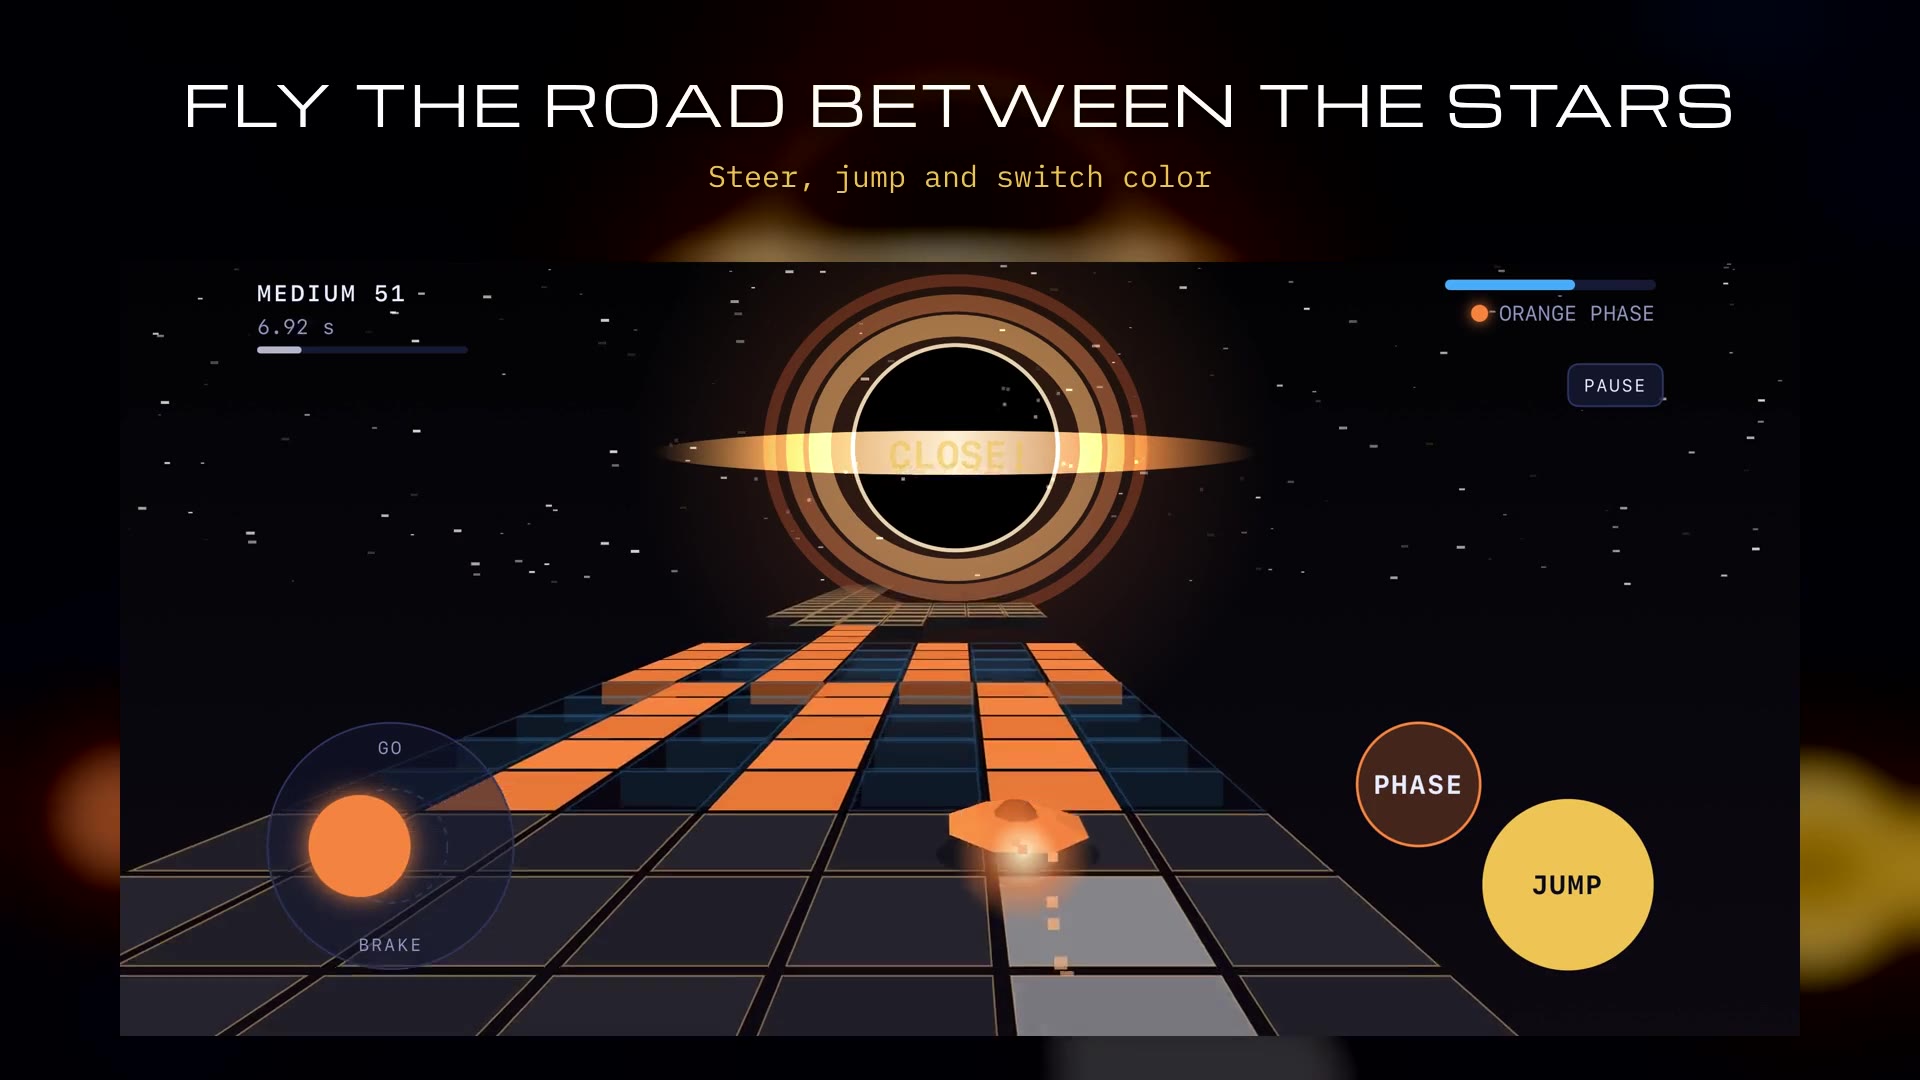 FLY THE ROAD BETWEEN THE STARS
Steer, jump and switch color
MEDIUM 51
6.92 s
ORANGE PHASE
PAUSE
CLOSE!
GO
BRAKE
PHASE
JUMP